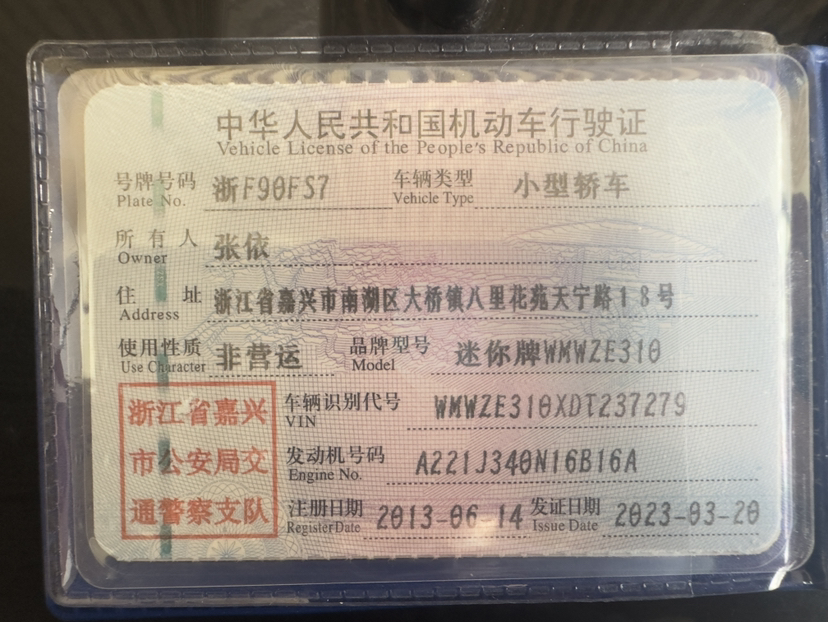 中华人民共和国机动车行驶证
Vehicle License of the People's Republic of China
号牌号码 浙F90FS7 车辆类型 小型轿车
Plate No. Vehicle Type
所有人 张依
Owner
住址 浙江省嘉兴市南湖区大桥镇八里花苑天宁路18号
Address
使用性质 非营运 品牌型号 迷你牌WMWZE310
Use Character Model
浙江省嘉兴
市公安局交
通警察支队
车辆识别代号 WMWZE310XDT237279
VIN
发动机号码 A221J340N16B16A
Engine No.
注册日期 2013-06-14 发证日期 2023-03-20
Register Date Issue Date